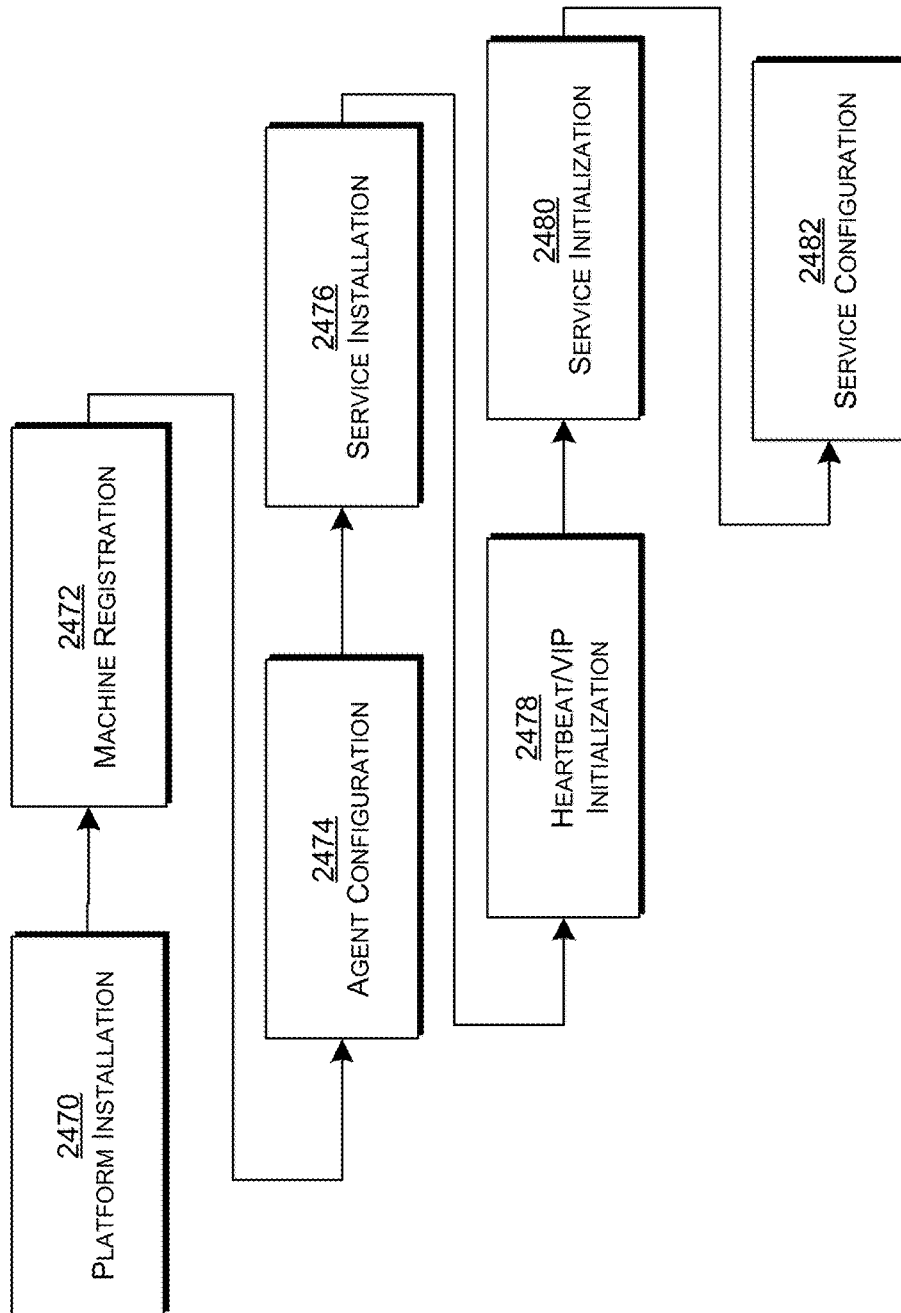 2470
PLATFORM INSTALLATION
2472
MACHINE REGISTRATION
2474
AGENT CONFIGURATION
2476
SERVICE INSTALLATION
2478
HEARTBEAT/VIP
INITIALIZATION
2480
SERVICE INITIALIZATION
2482
SERVICE CONFIGURATION